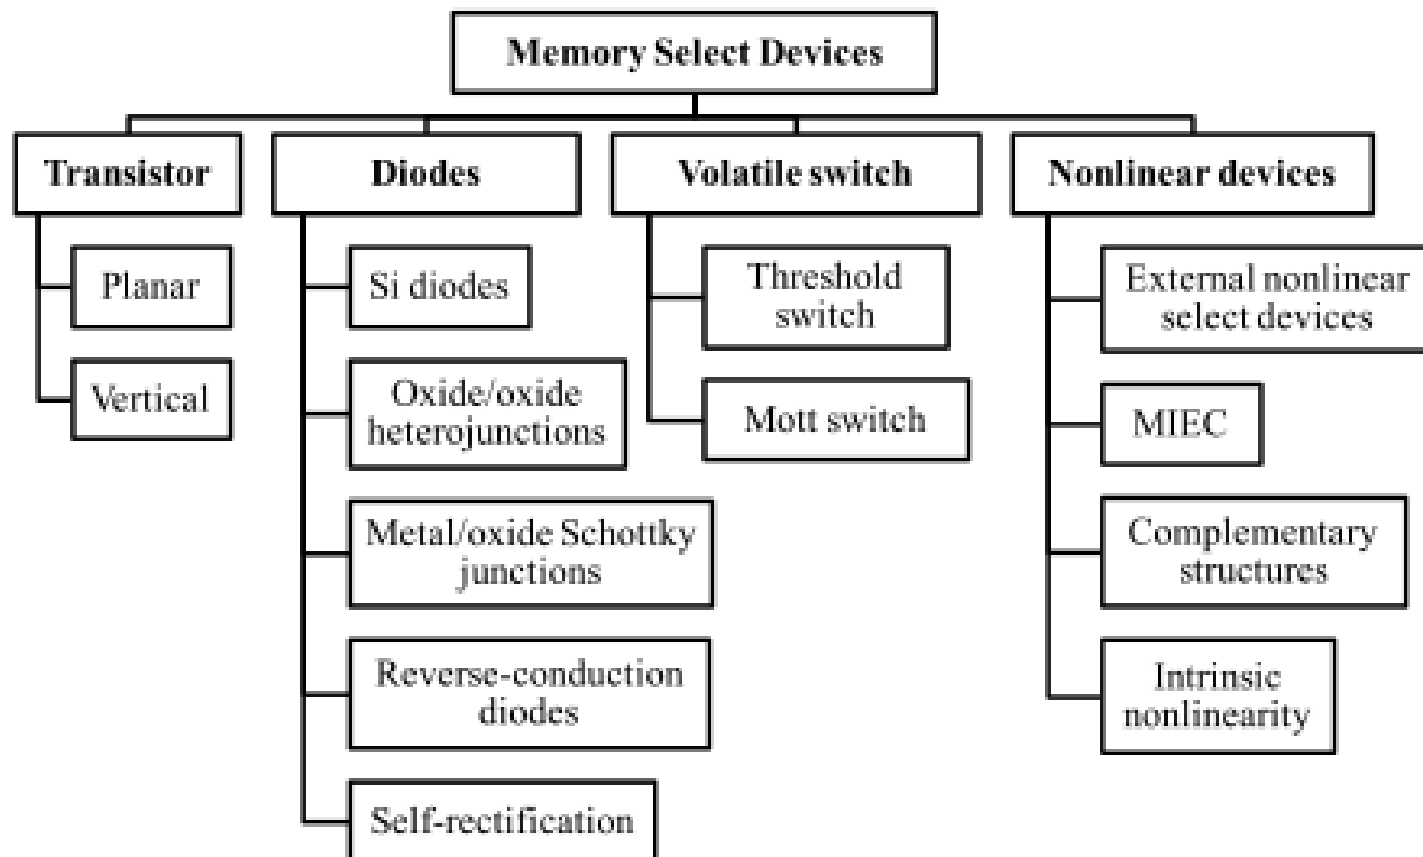 Memory Select Devices
Transistor
Planar
Vertical
Diodes
Si diodes
Oxide/oxide
heterojunctions
Metal/oxide Schottky
junctions
Reverse-conduction
diodes
Self-rectification
Volatile switch
Threshold
switch
Mott switch
Nonlinear devices
External nonlinear
select devices
MIEC
Complementary
structures
Intrinsic
nonlinearity